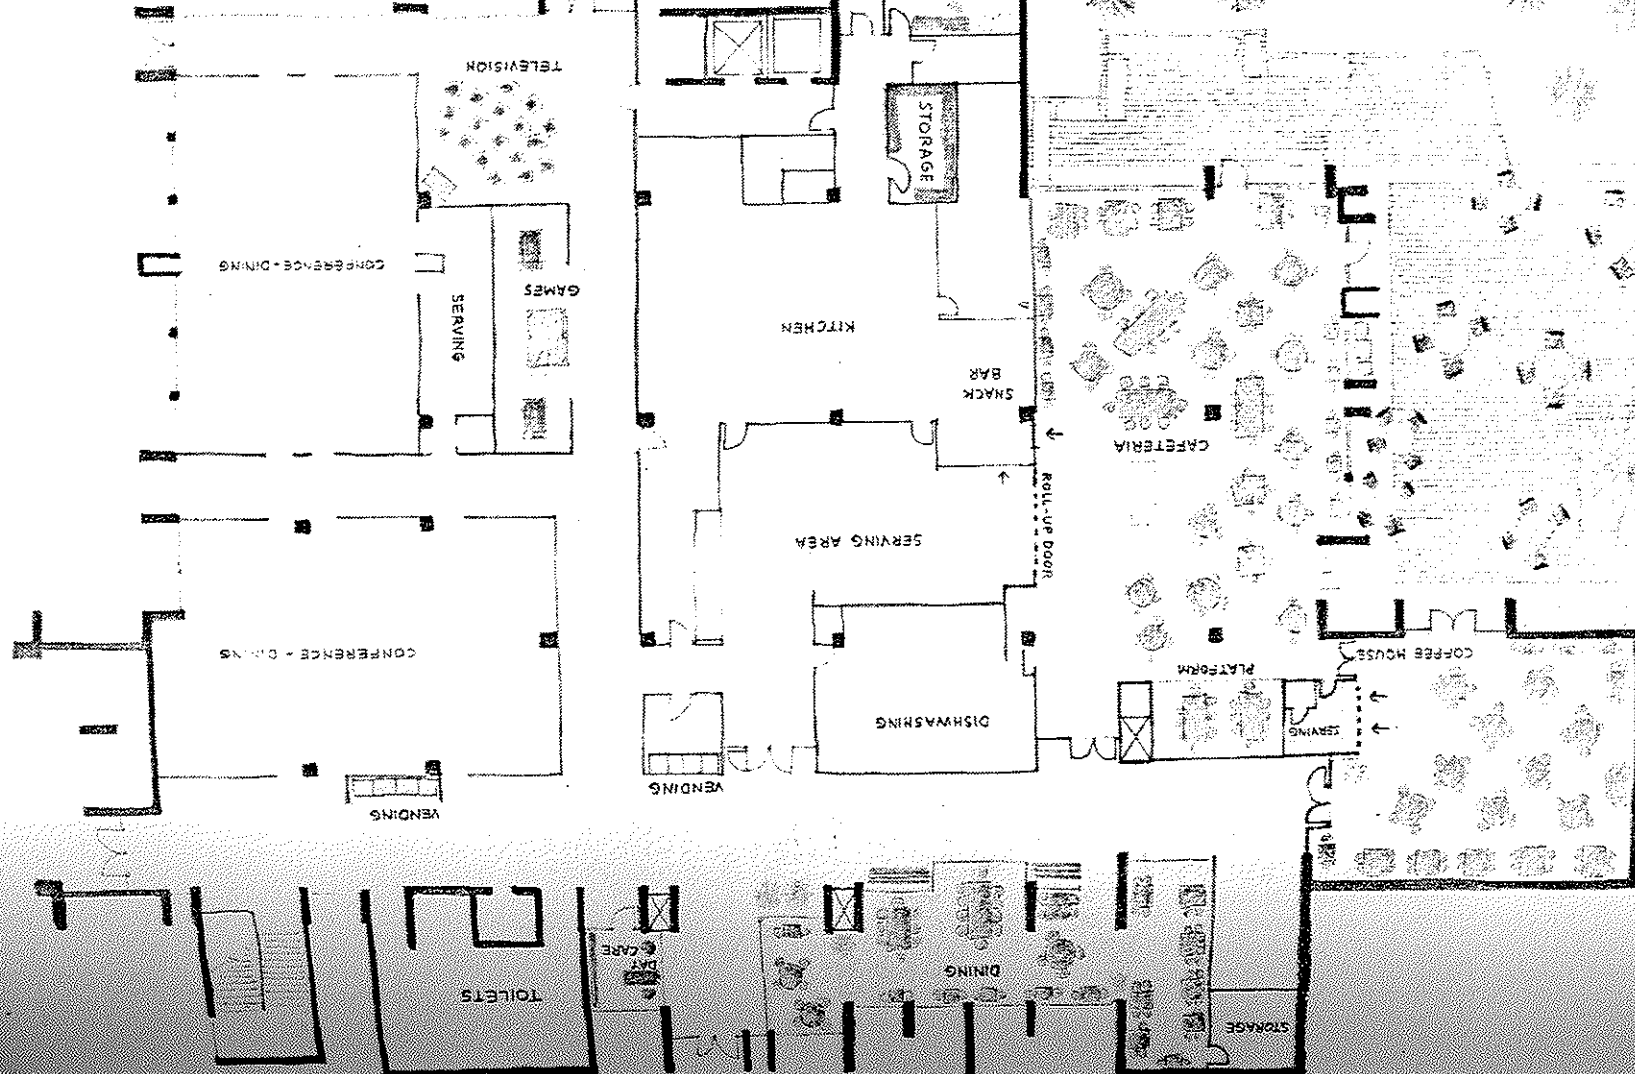 TELEVISION
STORAGE
CONFERENCE - DINING
GAMES
SERVING
KITCHEN
SNACK
BAR
CAFETERIA
ROLL-UP DOOR
SERVING AREA
CONFERENCE - DINING
COFFEE HOUSE
PLATFORM
DISHWASHING
SERVING
VENDING
VENDING
DAY
CARE
DINING
TOILETS
STORAGE